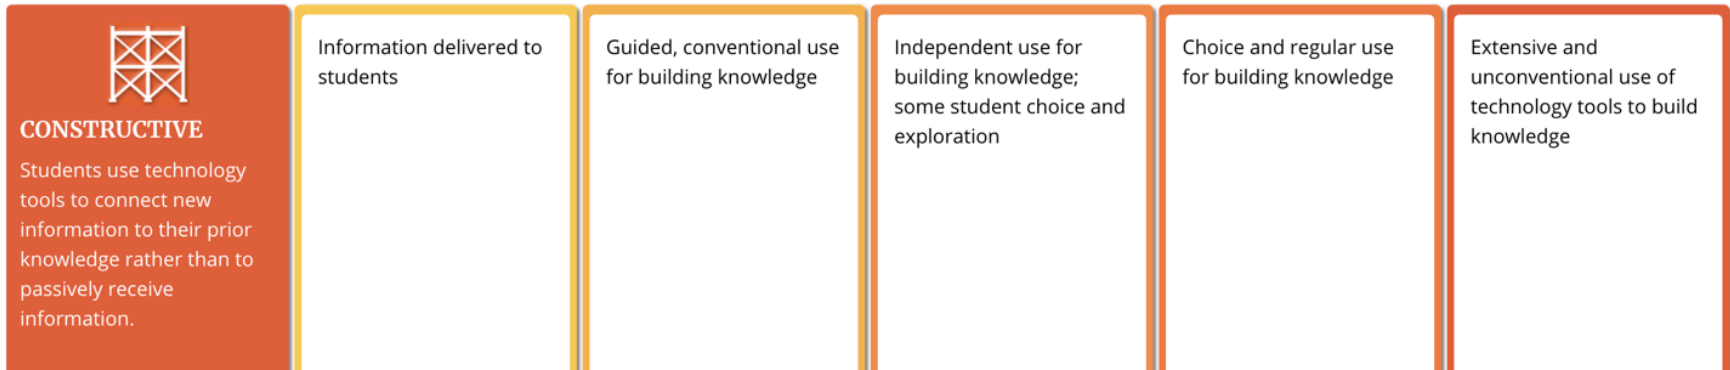 CONSTRUCTIVE
Students use technology
tools to connect new
information to their prior
knowledge rather than to
passively receive
information.
Information delivered to
students
Guided, conventional use
for building knowledge
Independent use for
building knowledge;
some student choice and
exploration
Choice and regular use
for building knowledge
Extensive and
unconventional use of
technology tools to build
knowledge